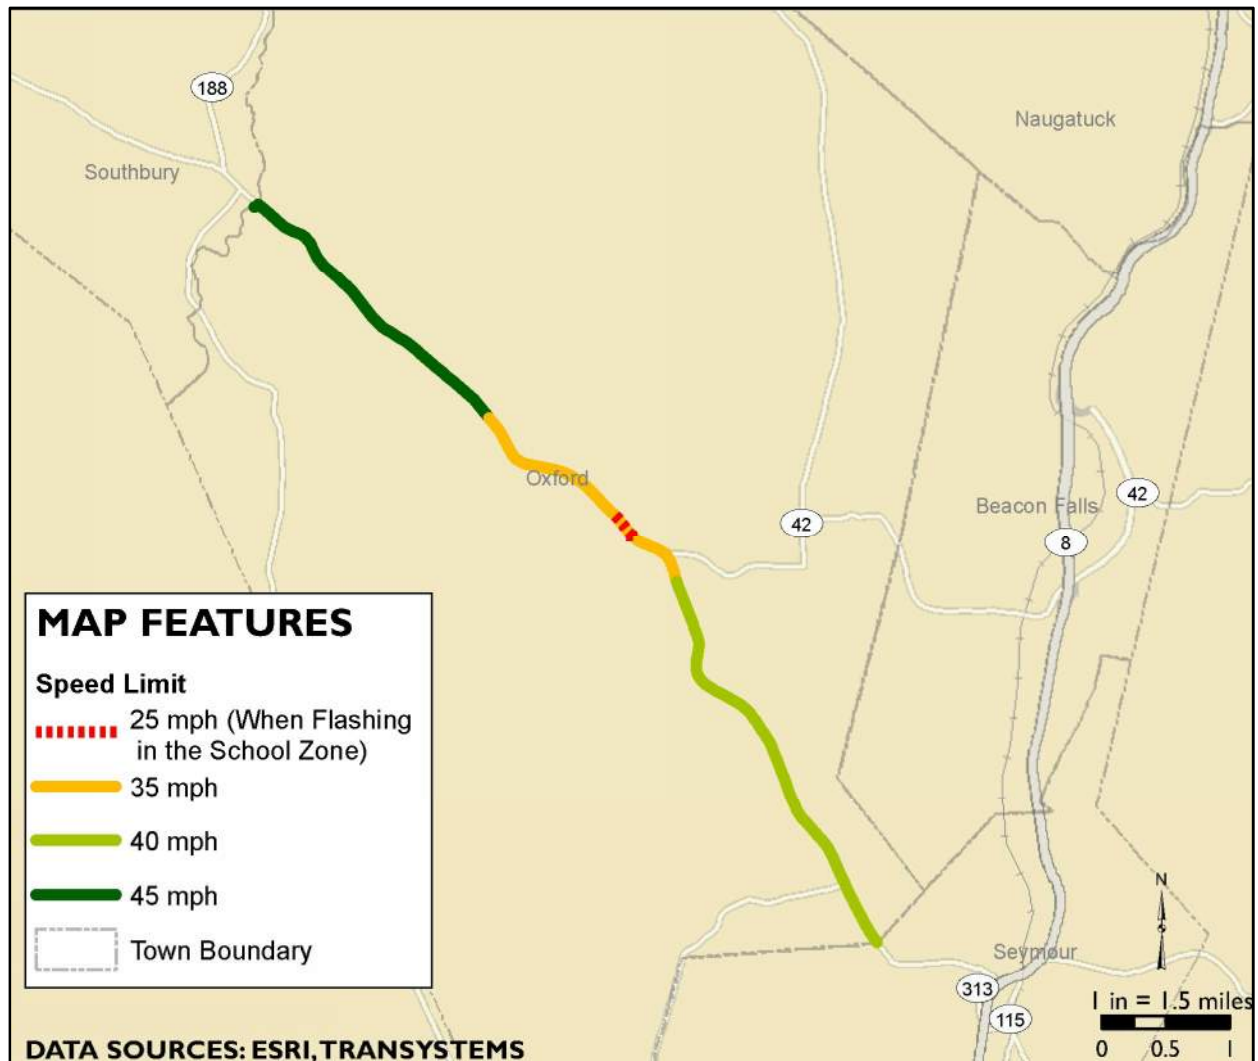 188
Naugatuck
Southbury
Oxford
42
Beacon Falls
42
8
MAP FEATURES
Speed Limit
25 mph (When Flashing
in the School Zone)
35 mph
40 mph
45 mph
Town Boundary
N
Seymour
313
115
1 in = 1.5 miles
0 0.5 1
DATA SOURCES: ESRI, TRANSYSTEMS